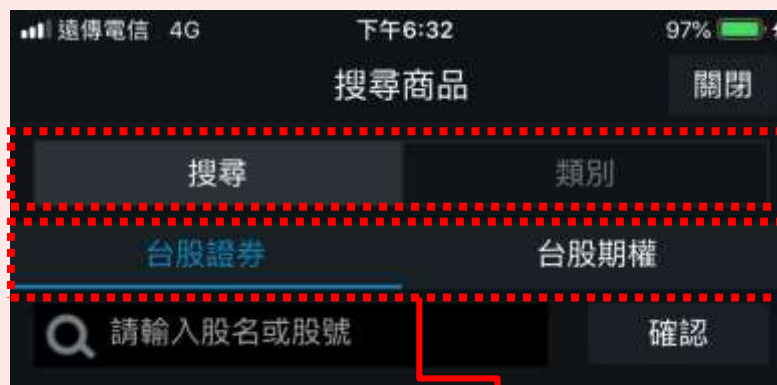 遠傳電信 4G 下午6:32 97%
搜尋商品 關閉
搜尋 類別
台股證券 台股期權
請輸入股名或股號 確認